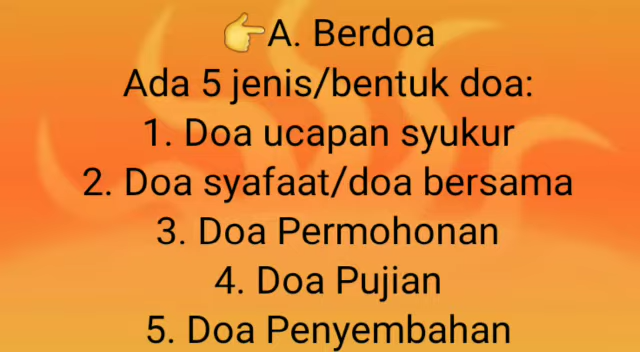 👉A. Berdoa
Ada 5 jenis/bentuk doa:
1. Doa ucapan syukur
2. Doa syafaat/doa bersama
3. Doa Permohonan
4. Doa Pujian
5. Doa Penyembahan